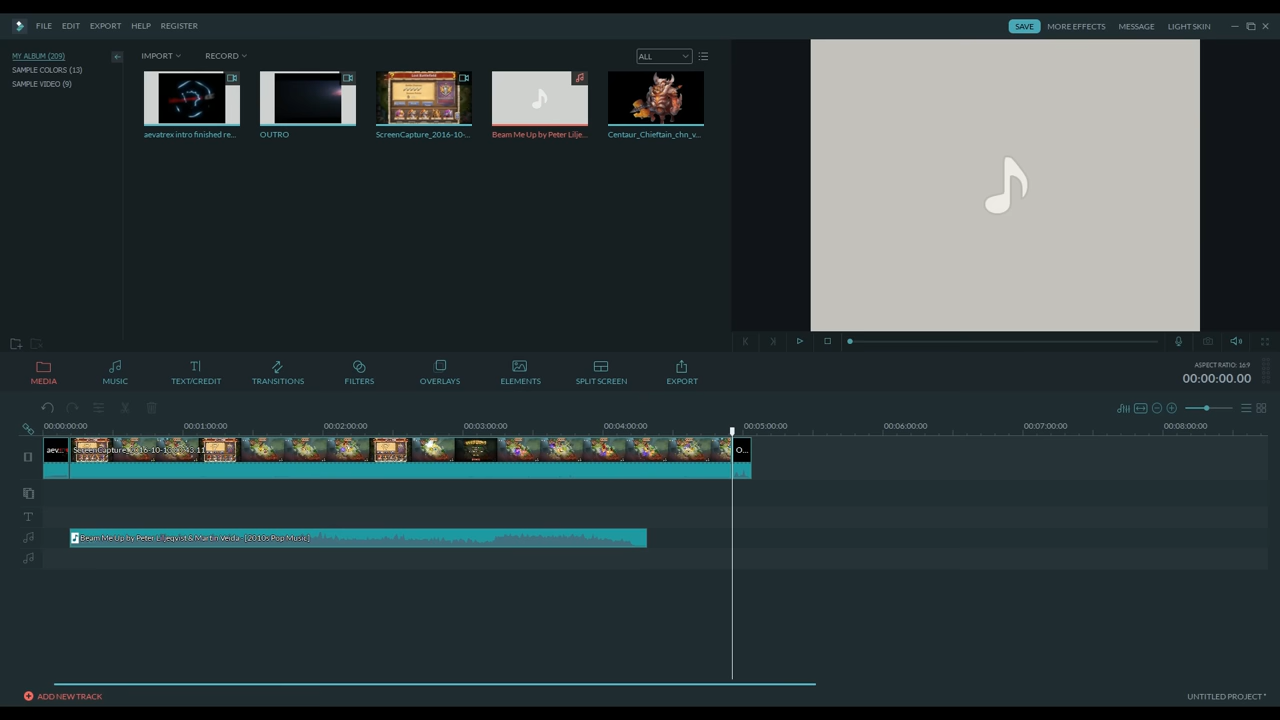 FILE EDIT EXPORT HELP REGISTER SAVE MORE EFFECTS MESSAGE LIGHT SKIN
MY ALBUM (209)
SAMPLE COLORS (13)
SAMPLE VIDEO (9)
IMPORT RECORD ALL
aevatrex intro finished re... OUTRO ScreenCapture_2016-10-... Beam Me Up by Peter Lilje... Centaur_Chieftain_chn_v...
MEDIA MUSIC TEXT/CREDIT TRANSITIONS FILTERS OVERLAYS ELEMENTS SPLIT SCREEN EXPORT
ASPECT RATIO: 16:9
00:00:00.00
00:00:00:00 00:01:00:00 00:02:00:00 00:03:00:00 00:04:00:00 00:05:00:00 00:06:00:00 00:07:00:00 00:08:00:00
aev... O...
Beam Me Up by Peter Liljeqvist & Martin Veida - [2010s Pop Music]
ADD NEW TRACK UNTITLED PROJECT *